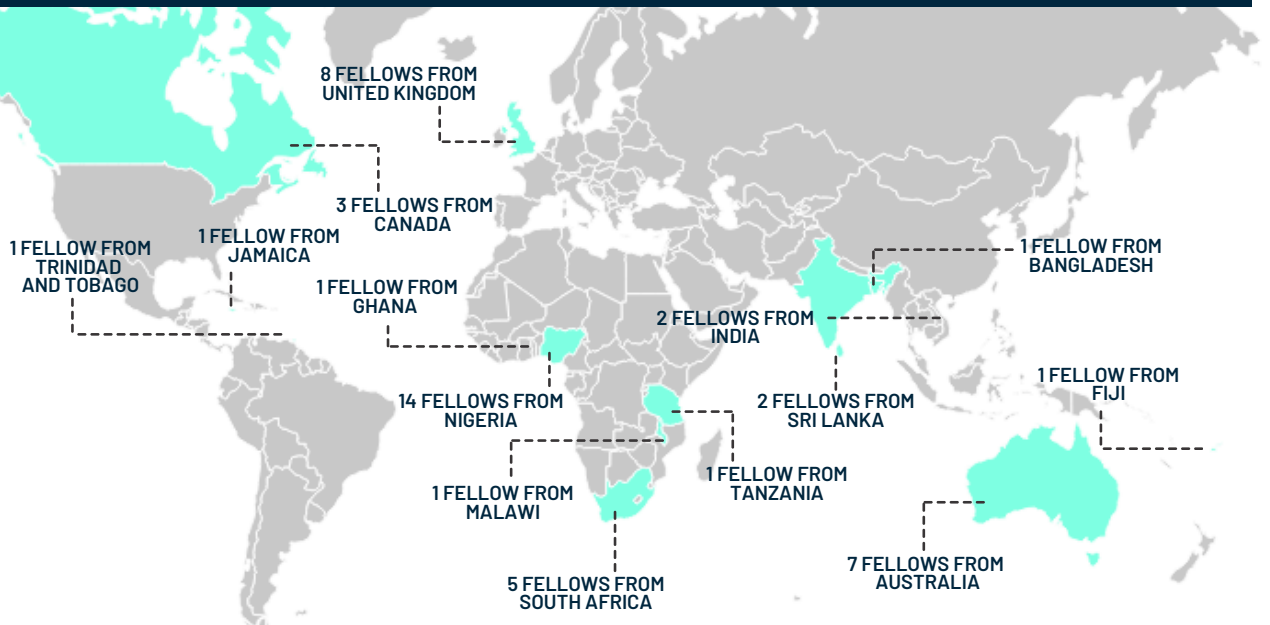 8 FELLOWS FROM
UNITED KINGDOM
3 FELLOWS FROM
CANADA
1 FELLOW FROM
JAMAICA
1 FELLOW FROM
TRINIDAD
AND TOBAGO
1 FELLOW FROM
GHANA
1 FELLOW FROM
BANGLADESH
2 FELLOWS FROM
INDIA
14 FELLOWS FROM
NIGERIA
2 FELLOWS FROM
SRI LANKA
1 FELLOW FROM
FIJI
1 FELLOW FROM
TANZANIA
1 FELLOW FROM
MALAWI
7 FELLOWS FROM
AUSTRALIA
5 FELLOWS FROM
SOUTH AFRICA